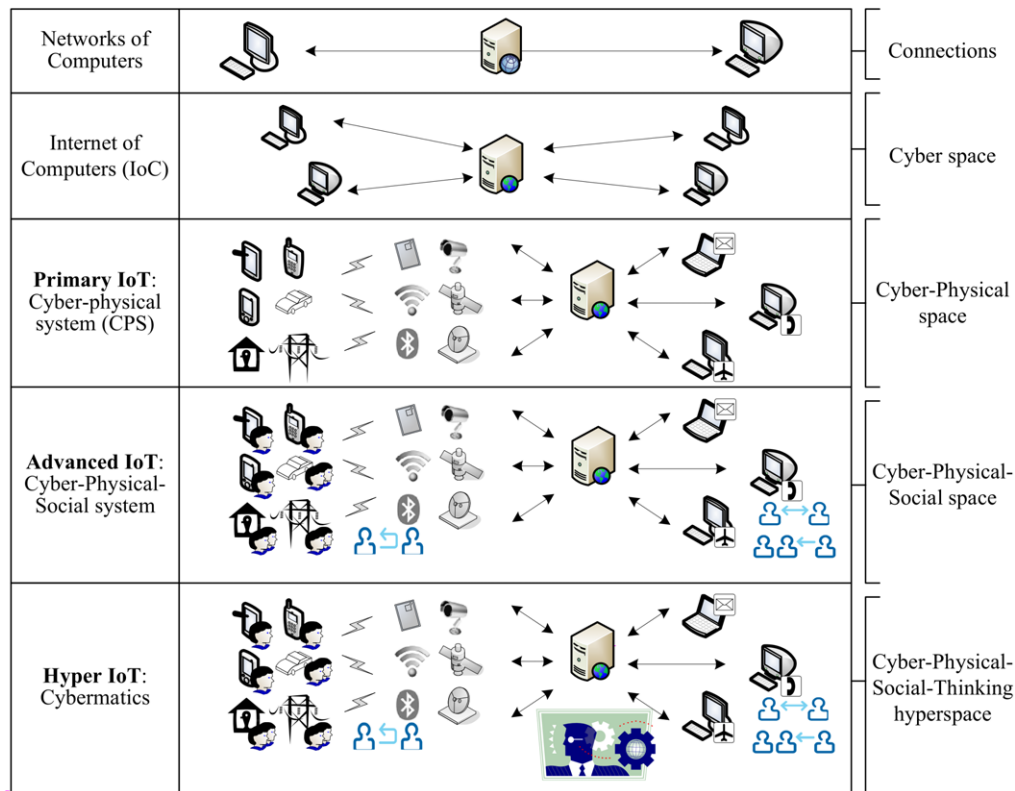 Networks of
Computers
Connections
Internet of
Computers (IoC)
Cyber space
Primary IoT:
Cyber-physical
system (CPS)
Cyber-Physical
space
Advanced IoT:
Cyber-Physical-
Social system
Cyber-Physical-
Social space
Hyper IoT:
Cybermatics
Cyber-Physical-
Social-Thinking
hyperspace